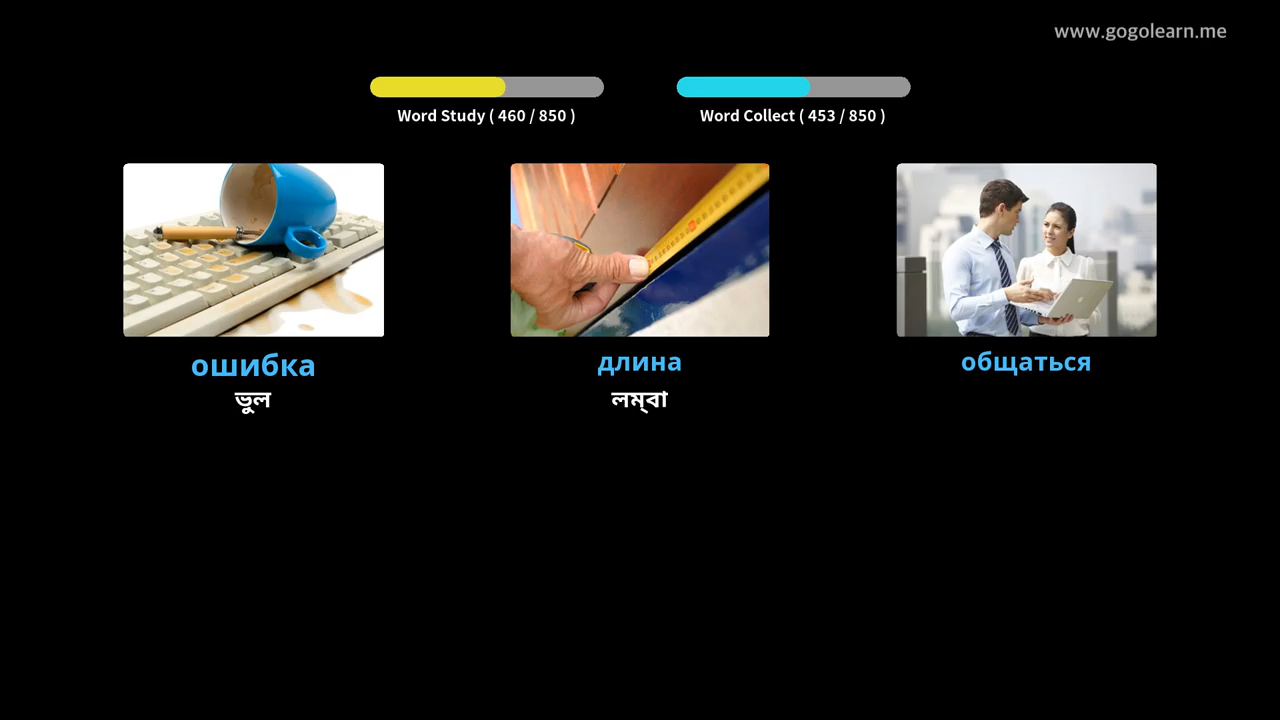 www.gogolearn.me
Word Study ( 460 / 850 )
Word Collect ( 453 / 850 )
ошибка
ভুল
длина
লম্বা
общаться